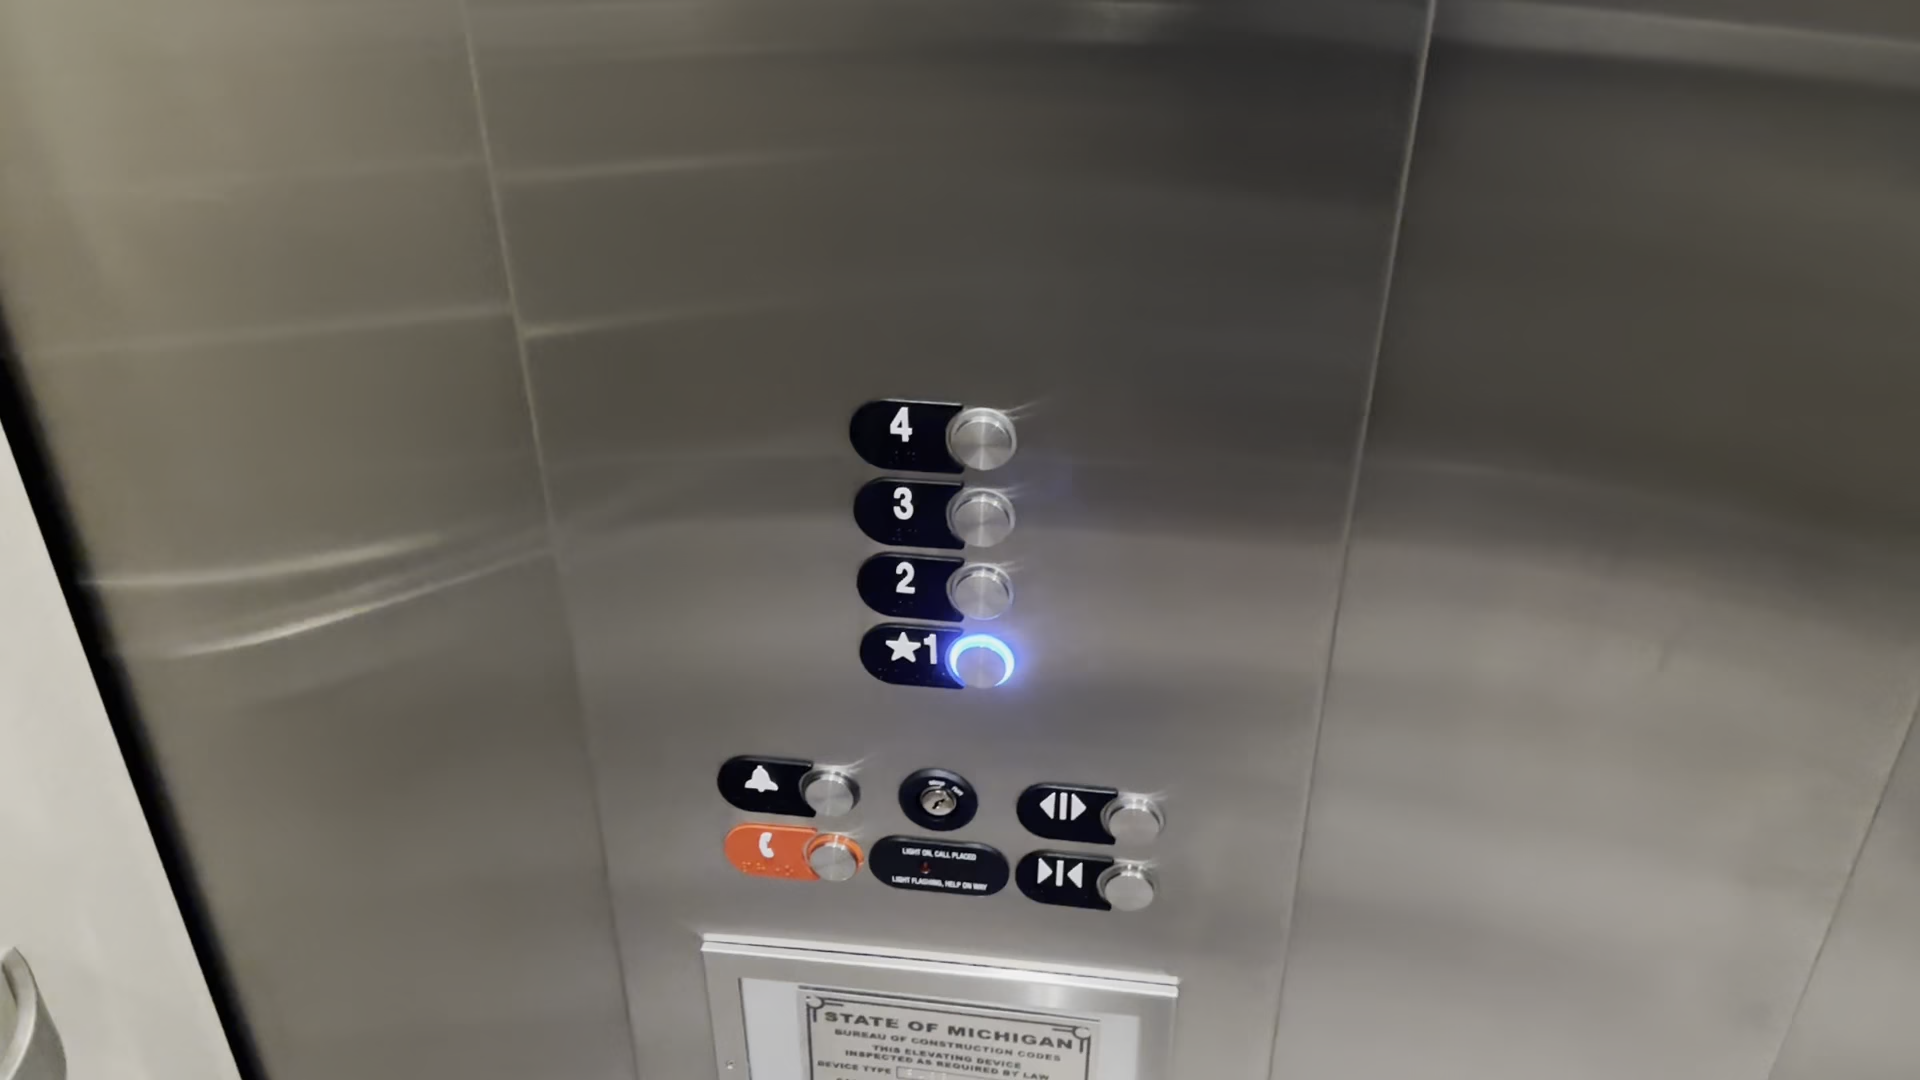 4
3
2
★1
LIGHT ON, CALL PLACED
LIGHT FLASHING, HELP ON WAY
STATE OF MICHIGAN
BUREAU OF CONSTRUCTION CODES
THIS ELEVATING DEVICE
INSPECTED AS REQUIRED BY LAW
DEVICE TYPE